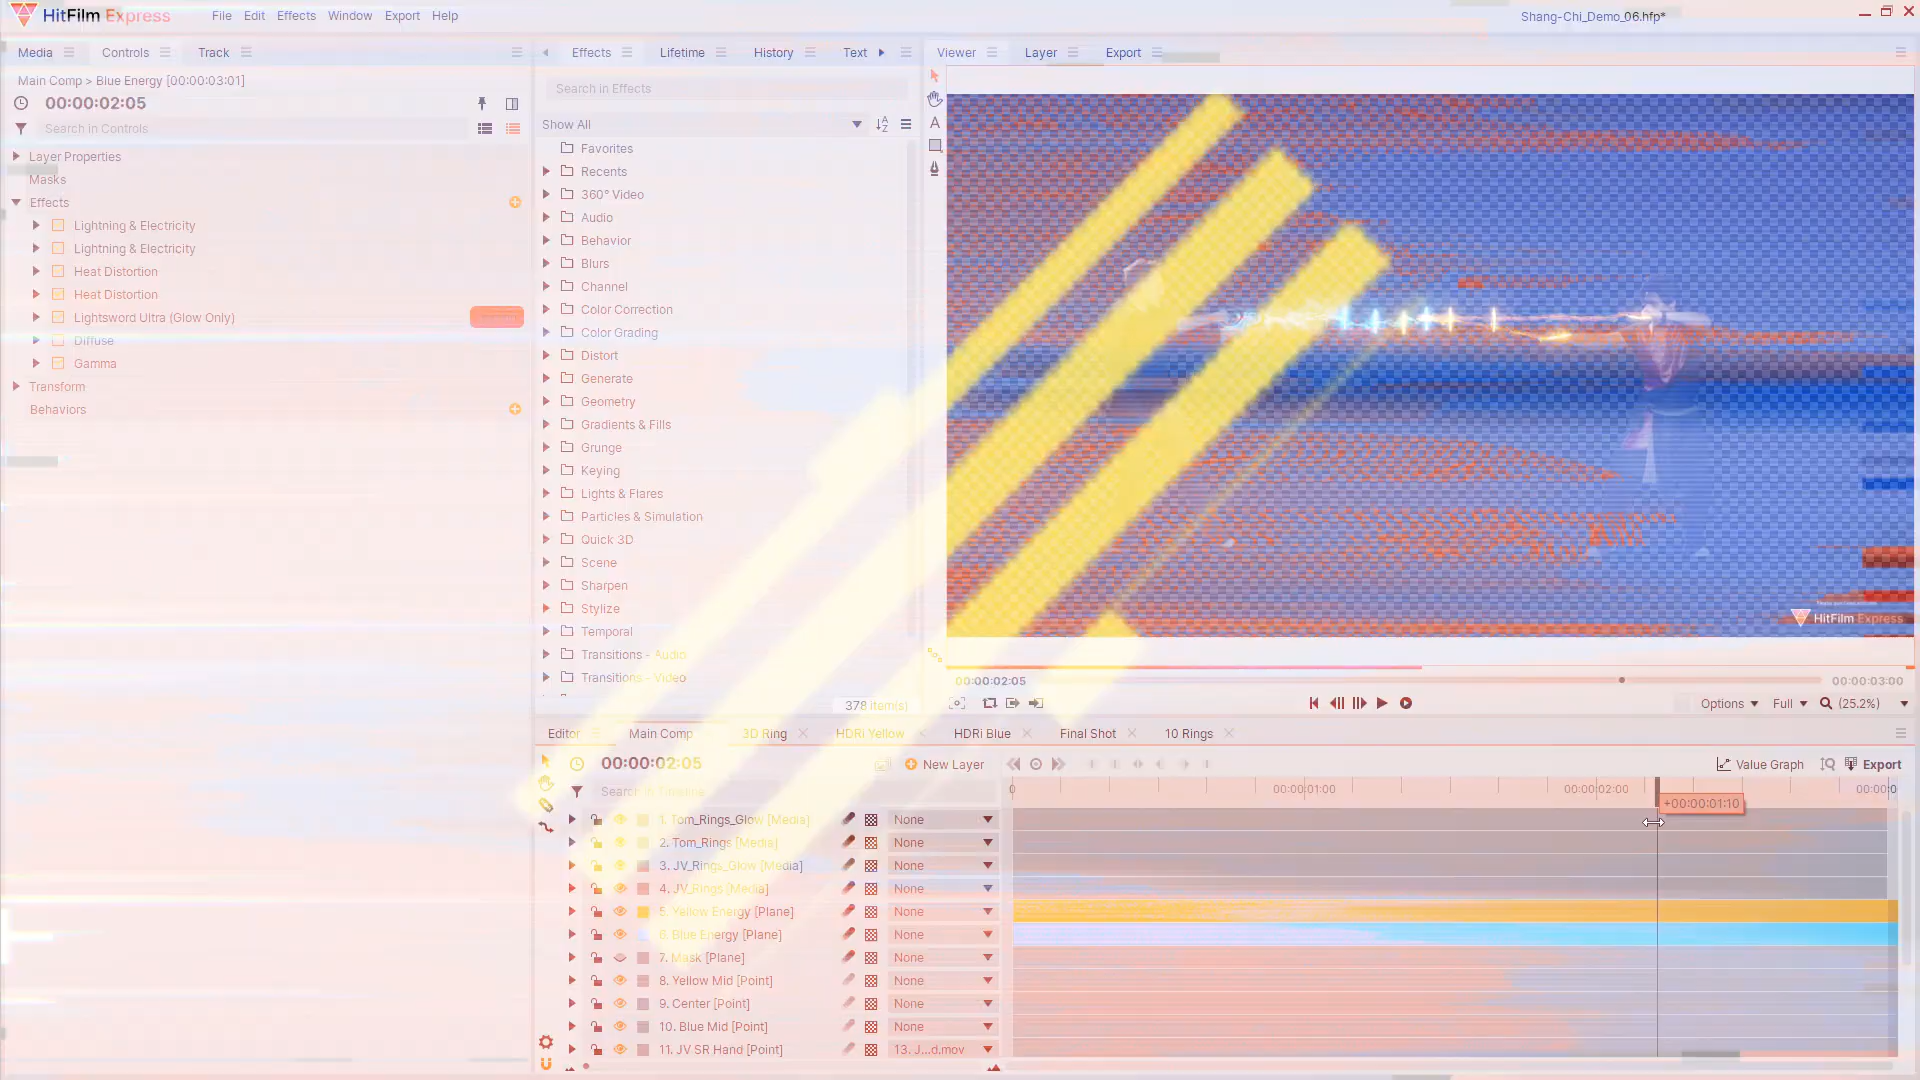 HitFilm Express
File Edit Effects Window Export Help
Shang-Chi_Demo_06.hfp*
Media Controls Track
Effects Lifetime History Text
Viewer Layer Export
Main Comp > Blue Energy [00:00:03:01]
00:00:02:05
Search in Controls
Layer Properties
Masks
Effects
Lightning & Electricity
Lightning & Electricity
Heat Distortion
Heat Distortion
Lightsword Ultra (Glow Only)
Diffuse
Gamma
Transform
Behaviors
Search in Effects
Show All
Favorites
Recents
360° Video
Audio
Behavior
Blurs
Channel
Color Correction
Color Grading
Distort
Generate
Geometry
Gradients & Fills
Grunge
Keying
Lights & Flares
Particles & Simulation
Quick 3D
Scene
Sharpen
Stylize
Temporal
Transitions - Audio
Transitions - Video
378 item(s)
A
HitFilm Express
00:00:02:05
00:00:03:00
Options Full (25.2%)
Editor Main Comp 3D Ring HDRi Yellow HDRi Blue Final Shot 10 Rings
00:00:02:05
New Layer
Value Graph
Export
Search in Timeline
0 00:00:01:00 00:00:02:00 00:00:0
+00:00:01:10
1. Tom_Rings_Glow [Media] None
2. Tom_Rings [Media] None
3. JV_Rings_Glow [Media] None
4. JV_Rings [Media] None
5. Yellow Energy [Plane] None
6. Blue Energy [Plane] None
7. Mask [Plane] None
8. Yellow Mid [Point] None
9. Center [Point] None
10. Blue Mid [Point] None
11. JV SR Hand [Point] 13. J...d.mov